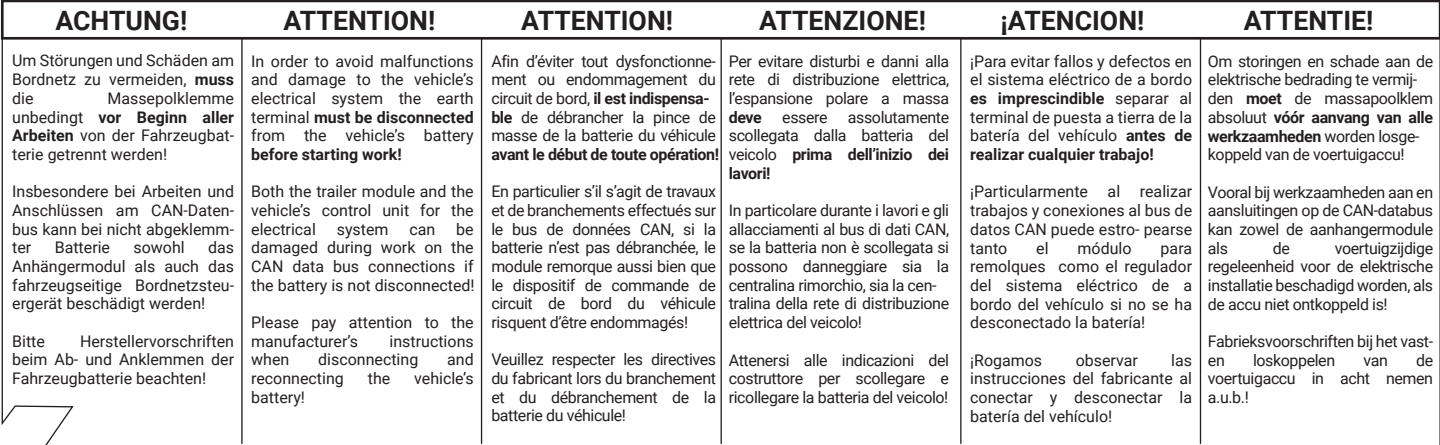 ACHTUNG!
Um Störungen und Schäden am
Bordnetz zu vermeiden, muss
die Massepolklemme
unbedingt vor Beginn aller
Arbeiten von der Fahrzeugbat-
terie getrennt werden!
Insbesondere bei Arbeiten und
Anschlüssen am CAN-Daten-
bus kann bei nicht abgeklemm-
ter Batterie sowohl das
Anhängermodul als auch das
fahrzeugseitige Bordnetzsteu-
ergerät beschädigt werden!
Bitte Herstellervorschriften
beim Ab- und Anklemmen der
Fahrzeugbatterie beachten!
ATTENTION!
In order to avoid malfunctions
and damage to the vehicle's
electrical system the earth
terminal must be disconnected
from the vehicle's battery
before starting work!
Both the trailer module and the
vehicle's control unit for the
electrical system can be
damaged during work on the
CAN data bus connections if
the battery is not disconnected!
Please pay attention to the
manufacturer's instructions
when disconnecting and
reconnecting the vehicle's
battery!
ATTENTION!
Afin d'éviter tout dysfonctionne-
ment ou endommagement du
circuit de bord, il est indispensa-
ble de débrancher la pince de
masse de la batterie du véhicule
avant le début de toute opération!
En particulier s'il s'agit de travaux
et de branchements effectués sur
le bus de données CAN, si la
batterie n'est pas débranchée, le
module remorque aussi bien que
le dispositif de commande de
circuit de bord du véhicule
risquent d'être endommagés!
Veuillez respecter les directives
du fabricant lors du branchement
et du débranchement de la
batterie du véhicule!
ATTENZIONE!
Per evitare disturbi e danni alla
rete di distribuzione elettrica,
l'espansione polare a massa
deve essere assolutamente
scollegata dalla batteria del
veicolo prima dell'inizio dei
lavori!
In particolare durante i lavori e gli
allacciamenti al bus di dati CAN,
se la batteria non è scollegata si
possono danneggiare sia la
centralina rimorchio, sia la cen-
tralina della rete di distribuzione
elettrica del veicolo!
Attenersi alle indicazioni del
costruttore per scollegare e
ricollegare la batteria del veicolo!
¡ATENCION!
¡Para evitar fallos y defectos en
el sistema eléctrico de a bordo
es imprescindible separar al
terminal de puesta a tierra de la
batería del vehículo antes de
realizar cualquier trabajo!
¡Particularmente al realizar
trabajos y conexiones al bus de
datos CAN puede estro- pearse
tanto el módulo para
remolques como el regulador
del sistema eléctrico de a
bordo del vehículo si no se ha
desconectado la batería!
¡Rogamos observar las
instrucciones del fabricante al
conectar y desconectar la
batería del vehículo!
ATTENTIE!
Om storingen en schade aan de
elektrische bedrading te vermij-
den moet de massapoolklem
absoluut vóór aanvang van alle
werkzaamheden worden losge-
koppeld van de voertuigaccu!
Vooral bij werkzaamheden aan en
aansluitingen op de CAN-databus
kan zowel de aanhangermodule
als de voertuigzijdige
regeleenheid voor de elektrische
installatie beschadigd worden, als
de accu niet ontkoppeld is!
Fabrieksvoorschriften bij het vast-
en loskoppelen van de
voertuigaccu in acht nemen
a.u.b.!